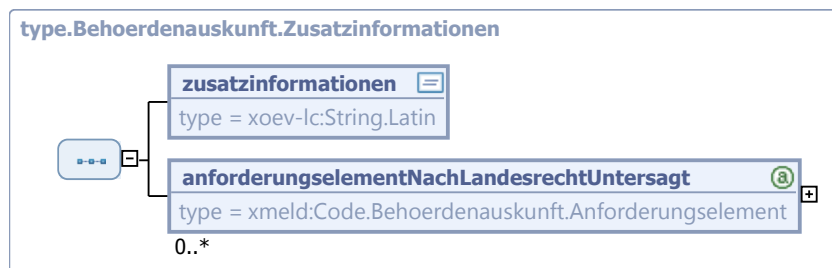 type.Behoerdenauskunft.Zusatzinformationen
zusatzinformationen
type = xoev-lc:String.Latin
anforderungselementNachLandesrechtUntersagt
type = xmeld:Code.Behoerdenauskunft.Anforderungselement
0..*